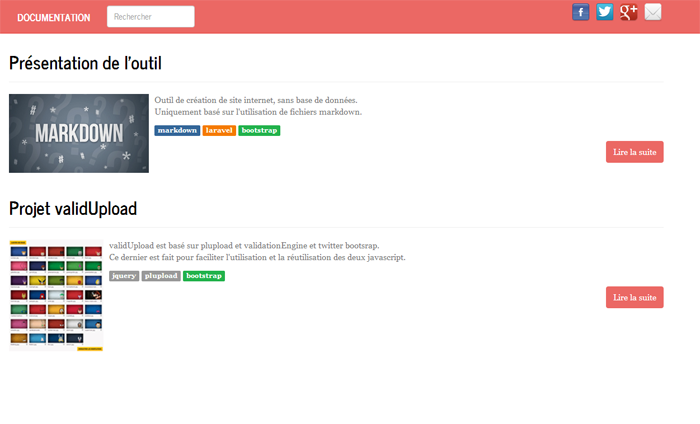 DOCUMENTATION
Rechercher
Présentation de l'outil
MARKDOWN
Outil de création de site internet, sans base de données.
Uniquement basé sur l'utilisation de fichiers markdown.
markdown laravel bootstrap
Lire la suite
Projet validUpload
validUpload est basé sur plupload et validationEngine et twitter bootsrap.
Ce dernier est fait pour faciliter l'utilisation et la réutilisation des deux javascript.
jquery plupload bootstrap
Lire la suite